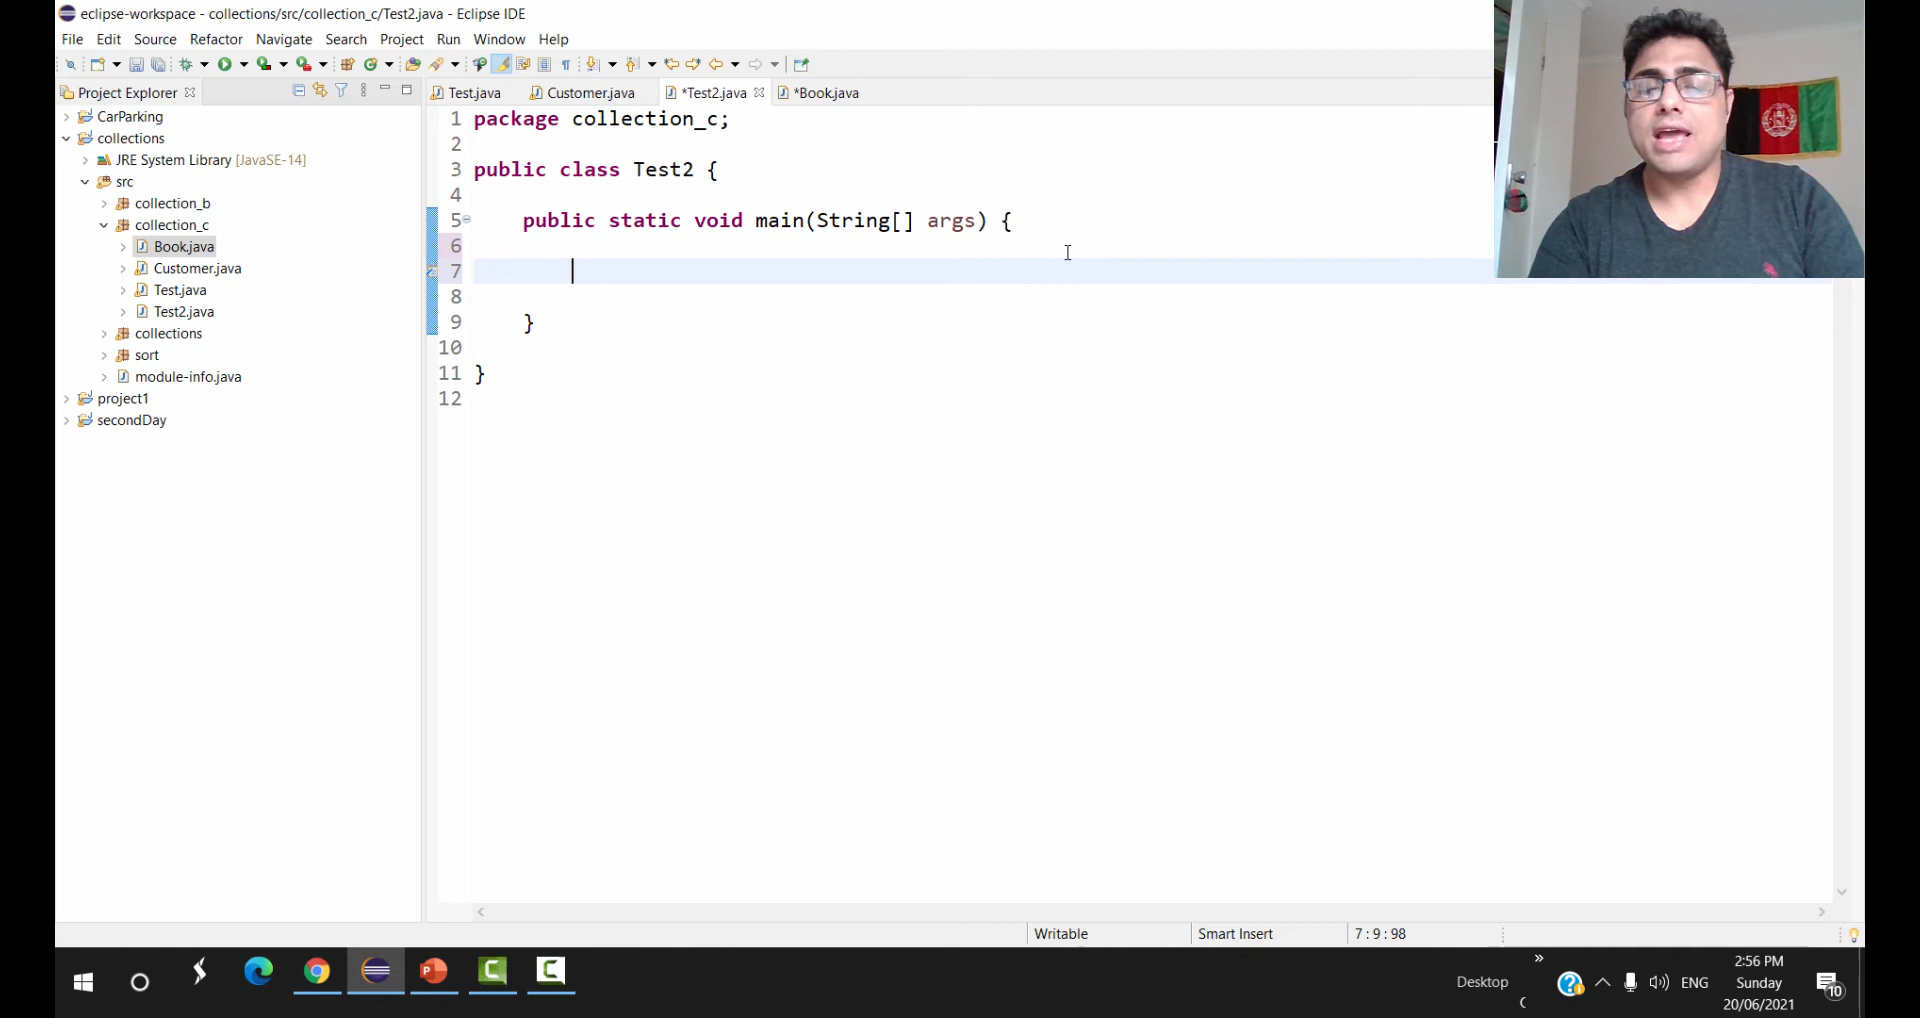 eclipse-workspace - collections/src/collection_c/Test2.java - Eclipse IDE
File Edit Source Refactor Navigate Search Project Run Window Help
Project Explorer
Test.java Customer.java *Test2.java *Book.java
CarParking
collections
JRE System Library [JavaSE-14]
src
collection_b
collection_c
Book.java
Customer.java
Test.java
Test2.java
collections
sort
module-info.java
project1
secondDay
1 package collection_c;
2
3 public class Test2 {
4
5 public static void main(String[] args) {
6
7
8
9 }
10
11 }
12
Writable Smart Insert 7 : 9 : 98
Desktop
ENG
2:56 PM
Sunday
20/06/2021
10